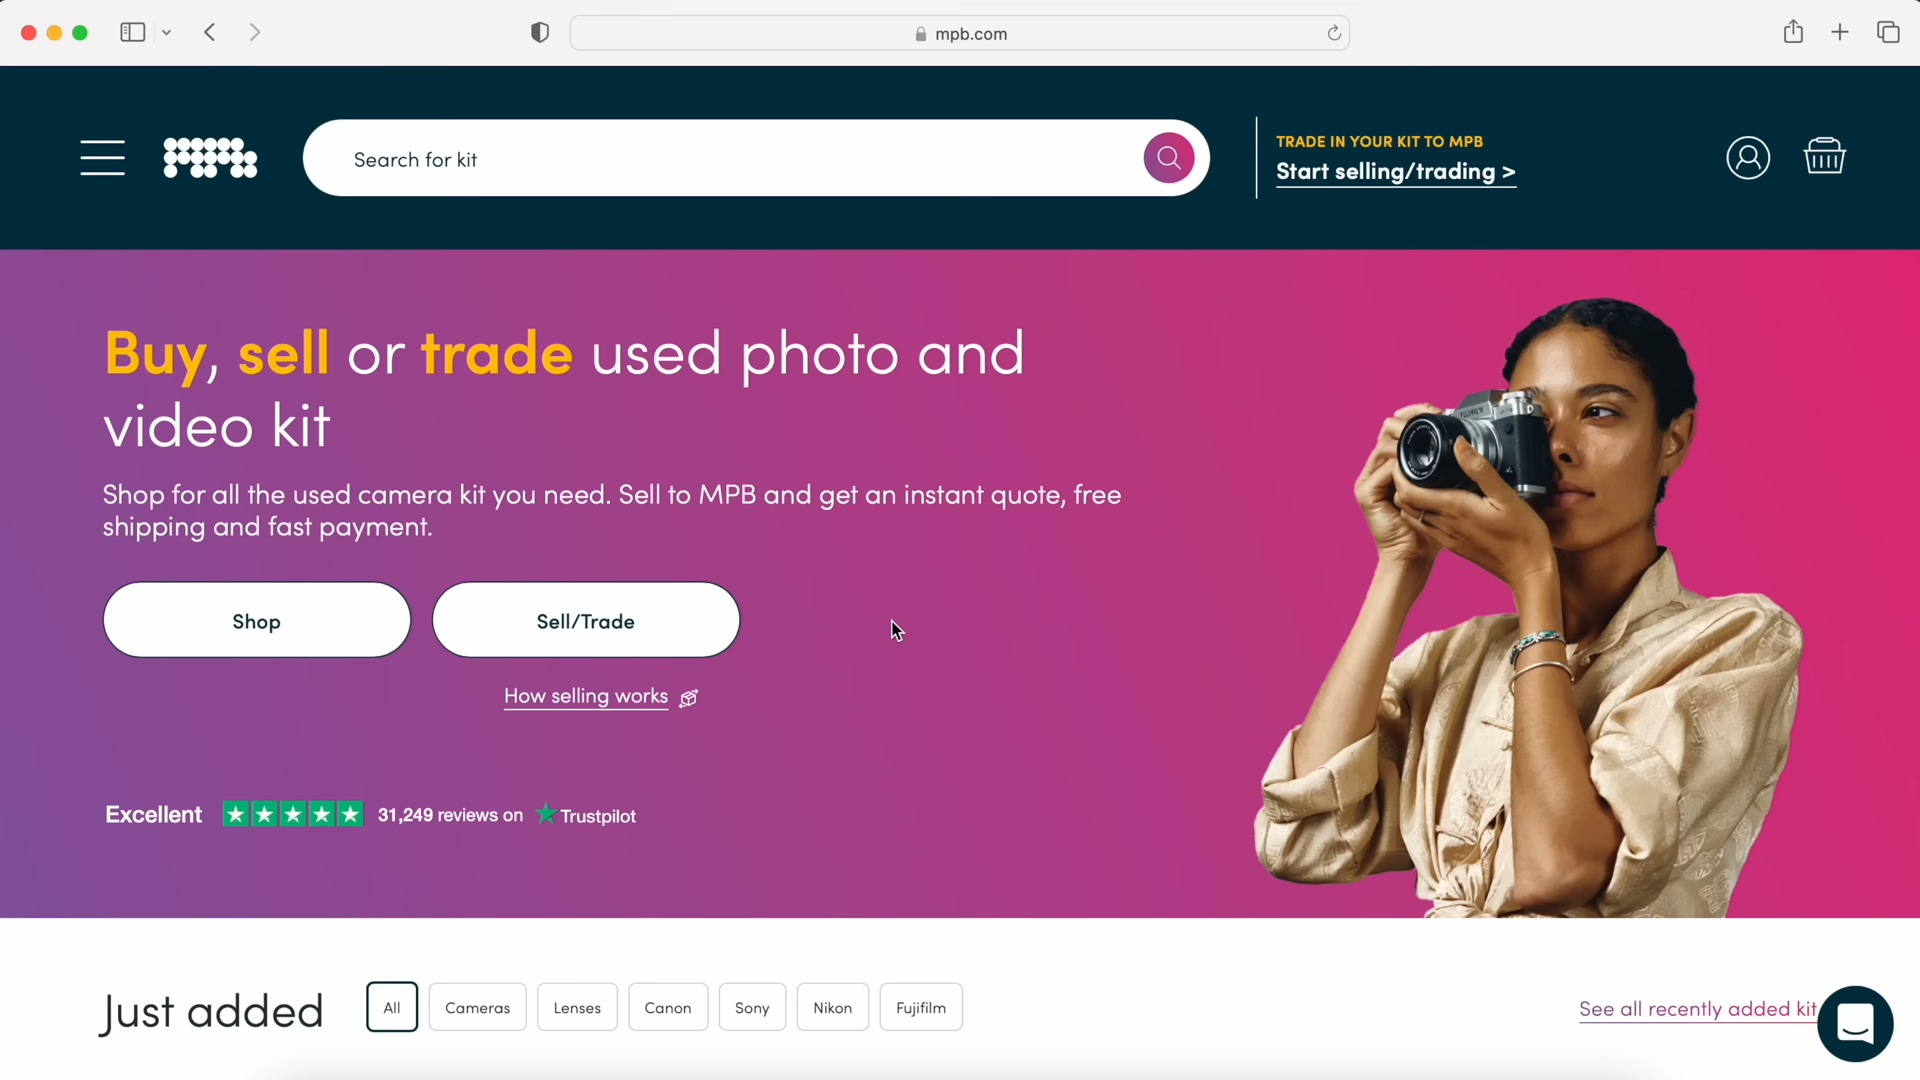 mpb.com
mpb
Search for kit
TRADE IN YOUR KIT TO MPB
Start selling/trading >
Buy, sell or trade used photo and
video kit
Shop for all the used camera kit you need. Sell to MPB and get an instant quote, free
shipping and fast payment.
Shop
Sell/Trade
How selling works
Excellent
31,249 reviews on
Trustpilot
FUJIFILM
Just added
All
Cameras
Lenses
Canon
Sony
Nikon
Fujifilm
See all recently added kit